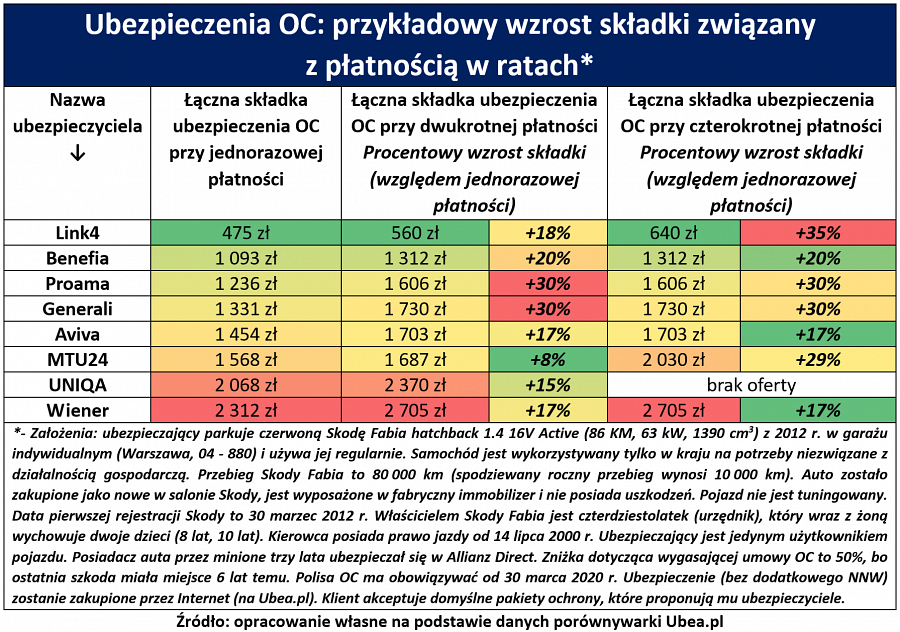 Ubezpieczenia OC: przykładowy wzrost składki związany
z płatnością w ratach*
Nazwa
ubezpieczyciela
↓
Łączna składka
ubezpieczenia OC
przy jednorazowej
płatności
Łączna składka ubezpieczenia
OC przy dwukrotnej płatności
Procentowy wzrost składki
(względem jednorazowej
płatności)
Łączna składka ubezpieczenia
OC przy czterokrotnej płatności
Procentowy wzrost składki
(względem jednorazowej
płatności)
Link4 475 zł 560 zł +18% 640 zł +35%
Benefia 1 093 zł 1 312 zł +20% 1 312 zł +20%
Proama 1 236 zł 1 606 zł +30% 1 606 zł +30%
Generali 1 331 zł 1 730 zł +30% 1 730 zł +30%
Aviva 1 454 zł 1 703 zł +17% 1 703 zł +17%
MTU24 1 568 zł 1 687 zł +8% 2 030 zł +29%
UNIQA 2 068 zł 2 370 zł +15% brak oferty
Wiener 2 312 zł 2 705 zł +17% 2 705 zł +17%
*- Założenia: ubezpieczający parkuje czerwoną Skodę Fabia hatchback 1.4 16V Active (86 KM, 63 kW, 1390 cm³) z 2012 r. w garażu
indywidualnym (Warszawa, 04 - 880) i używa jej regularnie. Samochód jest wykorzystywany tylko w kraju na potrzeby niezwiązane z
działalnością gospodarczą. Przebieg Skody Fabia to 80 000 km (spodziewany roczny przebieg wynosi 10 000 km). Auto zostało
zakupione jako nowe w salonie Skody, jest wyposażone w fabryczny immobilizer i nie posiada uszkodzeń. Pojazd nie jest tuningowany.
Data pierwszej rejestracji Skody to 30 marzec 2012 r. Właścicielem Skody Fabia jest czterdziestolatek (urzędnik), który wraz z żoną
wychowuje dwoje dzieci (8 lat, 10 lat). Kierowca posiada prawo jazdy od 14 lipca 2000 r. Ubezpieczający jest jedynym użytkownikiem
pojazdu. Posiadacz auta przez minione trzy lata ubezpieczał się w Allianz Direct. Zniżka dotycząca wygasającej umowy OC to 50%, bo
ostatnia szkoda miała miejsce 6 lat temu. Polisa OC ma obowiązywać od 30 marca 2020 r. Ubezpieczenie (bez dodatkowego NNW)
zostanie zakupione przez Internet (na Ubea.pl). Klient akceptuje domyślne pakiety ochrony, które proponują mu ubezpieczyciele.
Źródło: opracowanie własne na podstawie danych porównywarki Ubea.pl